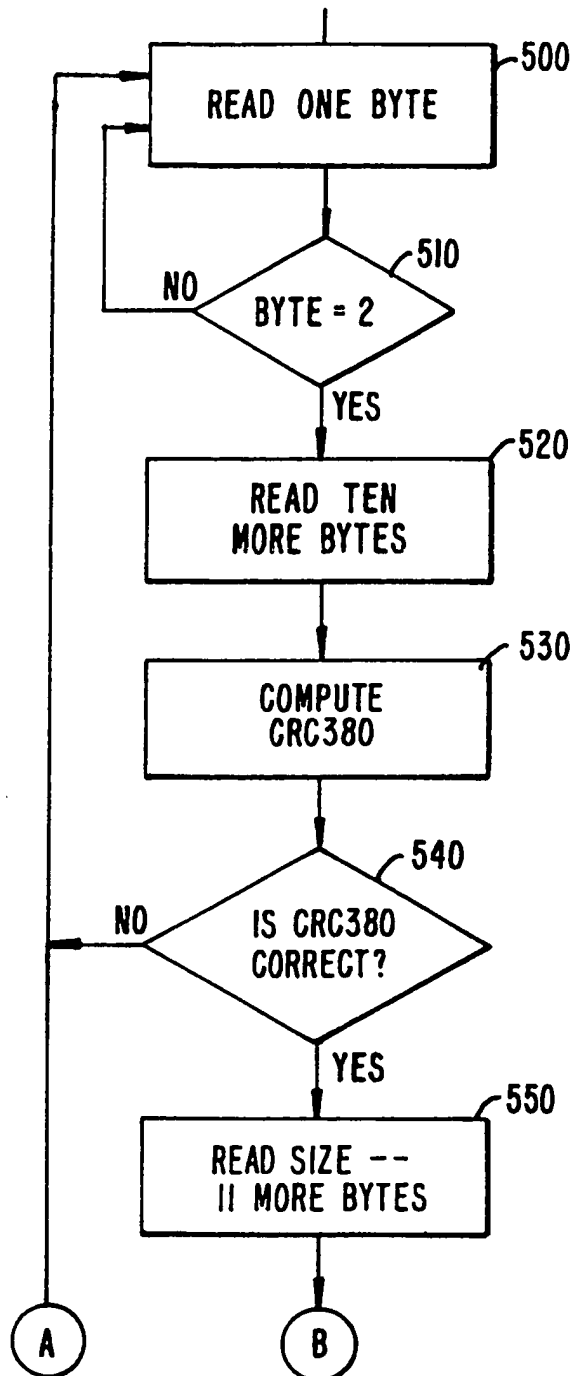 500
READ ONE BYTE
510
NO
BYTE = 2
YES
520
READ TEN
MORE BYTES
530
COMPUTE
CRC380
540
NO
IS CRC380
CORRECT?
YES
550
READ SIZE --
11 MORE BYTES
A
B